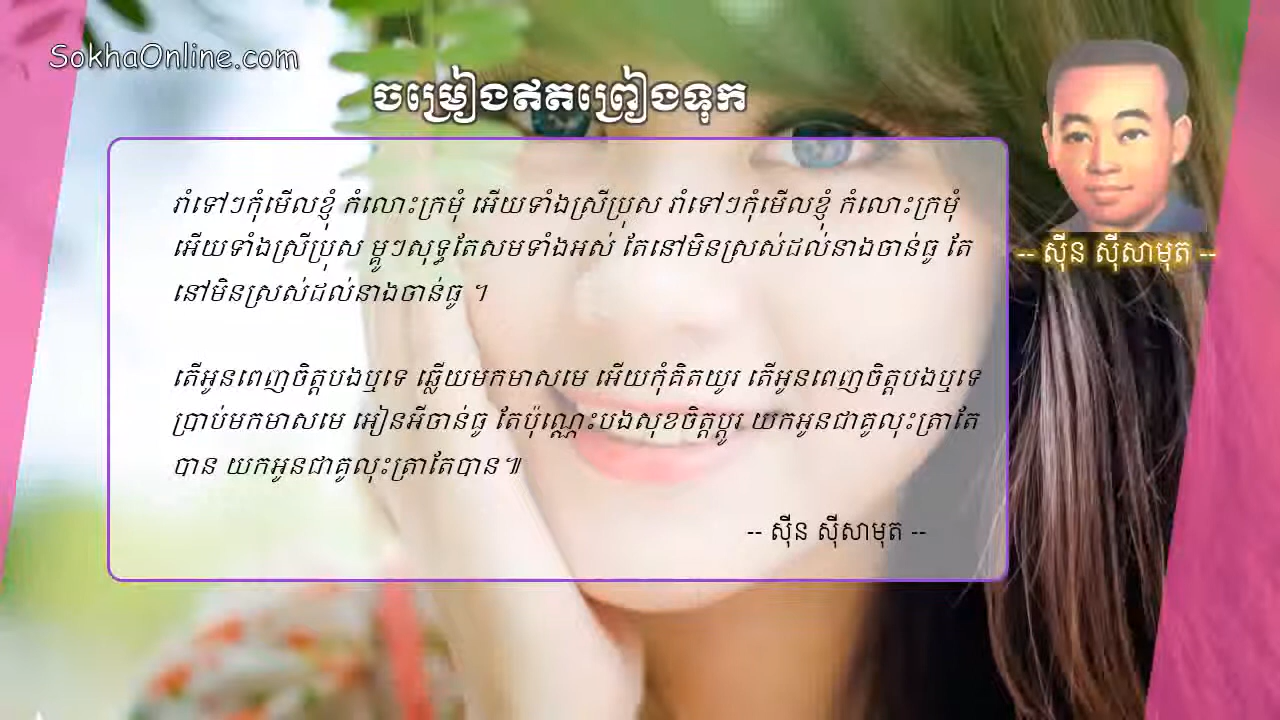 SokhaOnline.com
ចម្រៀងឥតព្រៀងទុក
រាំទៅៗកុំមើលខ្ញុំ កំលោះក្រមុំ អើយទាំងស្រីប្រុស រាំទៅៗកុំមើលខ្ញុំ កំលោះក្រមុំ
អើយទាំងស្រីប្រុស ម្គូៗសុទ្ធតែសមទាំងអស់ តែនៅមិនស្រស់ដល់នាងចាន់ធូ តែ
នៅមិនស្រស់ដល់នាងចាន់ធូ ។
តើអូនពេញចិត្តបងឬទេ ឆ្លើយមកមាសមេ អើយកុំគិតយូរ តើអូនពេញចិត្តបងឬទេ
ប្រាប់មកមាសមេ អៀនអីចាន់ធូ តែប៉ុណ្ណេះបងសុខចិត្តប្ដូរ យកអូនជាគូលុះត្រាតែ
បាន យកអូនជាគូលុះត្រាតែបាន៕
-- ស៊ីន ស៊ីសាមុត --
-- ស៊ីន ស៊ីសាមុត --